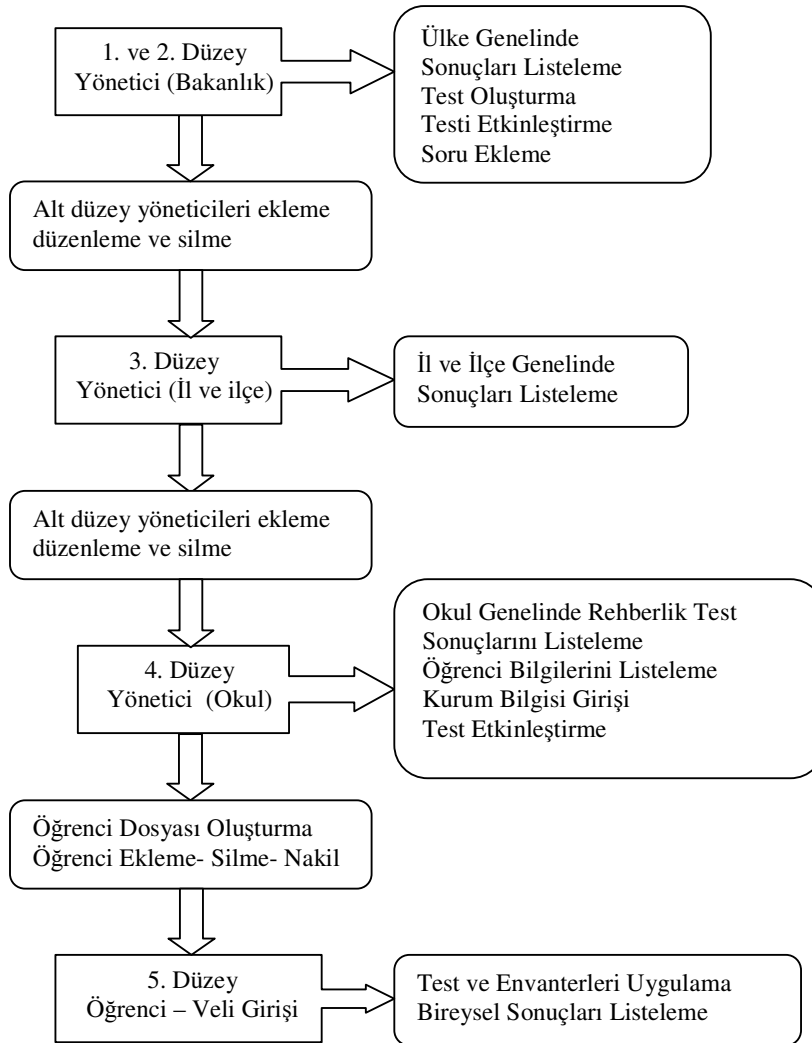 1. ve 2. Düzey
Yönetici (Bakanlık)
Ülke Genelinde
Sonuçları Listeleme
Test Oluşturma
Testi Etkinleştirme
Soru Ekleme
Alt düzey yöneticileri ekleme
düzenleme ve silme
3. Düzey
Yönetici (İl ve ilçe)
İl ve İlçe Genelinde
Sonuçları Listeleme
Alt düzey yöneticileri ekleme
düzenleme ve silme
4. Düzey
Yönetici (Okul)
Okul Genelinde Rehberlik Test
Sonuçlarını Listeleme
Öğrenci Bilgilerini Listeleme
Kurum Bilgisi Girişi
Test Etkinleştirme
Öğrenci Dosyası Oluşturma
Öğrenci Ekleme- Silme- Nakil
5. Düzey
Öğrenci – Veli Girişi
Test ve Envanterleri Uygulama
Bireysel Sonuçları Listeleme